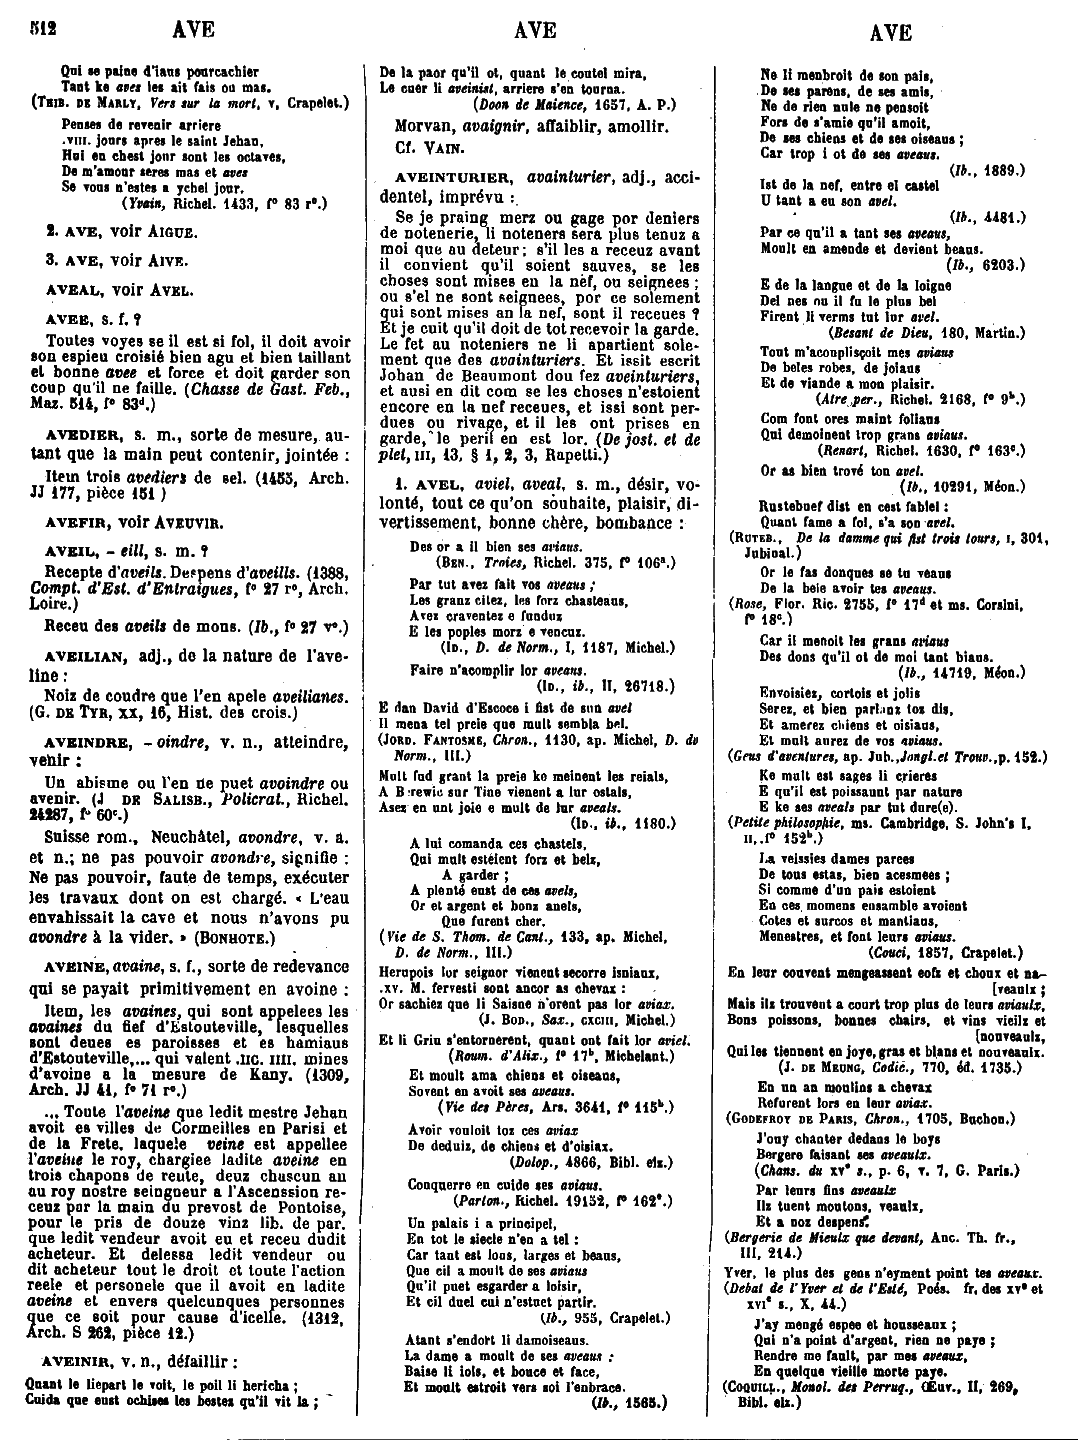 512 AVE AVE AVE
Qui se paine d'iaus pourcachier
Tant ke aves les ait fais ou mas.
(THIB. DE MARLY, Vers sur la mort, v, Crapelet.)
Penses de revenir arriere
.VIII. jours apres le saint Jehan,
Hui en chest jour sont les octaves,
De m'amour seres mas et aves
Se vous n'estes a ychel jour.
(Yvain, Richel. 1433, f° 83 r°.)
2. AVE, voir AIGUE.
3. AVE, voir AIVE.
AVEAL, voir AVEL.
AVEE, s. f. ?
Toutes voyes se il est si fol, il doit avoir
son espieu croisié bien agu et bien taillant
et bonne avee et force et doit garder son
coup qu'il ne faille. (Chasse de Gast. Feb.,
Maz. 514, f° 83d.)
AVEDIER, s. m., sorte de mesure, au-
tant que la main peut contenir, jointée :
Item trois avediers de sel. (1455, Arch.
JJ 177, pièce 151)
AVEFIR, voir AVEUVIR.
AVEIL, - eill, s. m. ?
Recepte d'aveils. Despens d'aveills. (1388,
Compt. d'Est. d'Entraigues, f° 27 r°, Arch.
Loire.)
Receu des aveils de mons. (Ib., f° 27 v°.)
AVEILIAN, adj., de la nature de l'ave-
line :
Noiz de coudre que l'en apele aveilianes.
(G. DE TYR, XX, 16, Hist. des crois.)
AVEINDRE, - oindre, v. n., atteindre,
venir :
Un abisme ou l'en ne puet avoindre ou
avenir. (J DE SALISB., Policrat., Richel.
24287, f° 60c.)
Suisse rom., Neuchâtel, avondre, v. a.
et n.; ne pas pouvoir avondre, signifie :
Ne pas pouvoir, faute de temps, exécuter
les travaux dont on est chargé. « L'eau
envahissait la cave et nous n'avons pu
avondre à la vider. » (BONHOTE.)
AVEINE, avaine, s. f., sorte de redevance
qui se payait primitivement en avoine :
Item, les avaines, qui sont appelees les
avaines du fief d'Estouteville, lesquelles
sont deues es paroisses et es hamiaus
d'Estouteville,... qui valent .IIC. IIII. mines
d'avoine a la mesure de Kany. (1309,
Arch. JJ 41, f° 71 r°.)
... Toute l'aveine que ledit mestre Jehan
avoit es villes de Cormeilles en Parisi et
de la Frete, laquele veine est appellee
l'aveine le roy, chargiee ladite aveine en
trois chapons de reute, deuz chuscun an
au roy nostre seingneur a l'Ascenssion re-
ceuz par la main du prevost de Pontoise,
pour le pris de douze vinz lib. de par.
que ledit vendeur avoit eu et receu dudit
acheteur. Et delessa ledit vendeur ou
dit acheteur tout le droit et toute l'action
reele et personele que il avoit en ladite
aveine et envers quelcunques personnes
que ce soit pour cause d'icelle. (1312,
Arch. S 262, pièce 12.)
AVEINIR, v. n., défaillir :
Quant le liepart le voit, le poil li hericha ;
Cuida que eust ochises les bestes qu'il vit la ;
De la paor qu'il ot, quant le coutel mira,
Le cuer li aveinist, arriere s'en tourna.
(Doon de Maience, 1657, A. P.)
Morvan, avaignir, affaiblir, amollir.
Cf. VAIN.
AVEINTURIER, avainturier, adj., acci-
dentel, imprévu :
Se je praing merz ou gage por deniers
de notenerie, li noteners sera plus tenuz a
moi que au deteur; s'il les a receuz avant
il convient qu'il soient sauves, se les
choses sont mises en la nef, ou seignees ;
ou s'el ne sont seignees, por ce solement
qui sont mises an la nef, sont il receues ?
Et je cuit qu'il doit de tot recevoir la garde.
Le fet au noteniers ne li apartient sole-
ment que des avainturiers. Et issit escrit
Johan de Beaumont dou fez aveinturiers,
et ausi en dit com se les choses n'estoient
encore en la nef receues, et issi sont per-
dues ou rivage, et il les ont prises en
garde, le peril en est lor. (De jost. et de
plet, III, 13, § 1, 2, 3, Rapetti.)
1. AVEL, aviel, aveal, s. m., désir, vo-
lonté, tout ce qu'on souhaite, plaisir, di-
vertissement, bonne chère, bombance :
Des or a il bien ses aviaus.
(BEN., Troies, Richel. 375, f° 106a.)
Par tut avez fait vos aveaus ;
Les granz citez, les forz chasteaus,
Avez craventez e funduz
E les poples morz e vencuz.
(ID., D. de Norm., I, 1187, Michel.)
Faire n'acomplir lor aveaus.
(ID., ib., II, 26718.)
E dan David d'Escoce i fist de sun avel
Il mena tel preie que mult sembla bel.
(JORD. FANTOSME, Chron., 1130, ap. Michel, D. de
Norm., III.)
Mult fud grant la preie ke meinent les reials,
A Berewic sur Tine vienent a lur ostals,
Asez en unt joie e mult de lur aveals.
(ID., ib., 1180.)
A lui comanda ces chastels,
Qui mult estéient forz et belz,
A garder ;
A plenté eust de ces avels,
Or et argent et bonz anels,
Que furent cher.
(Vie de S. Thom. de Cant., 133, ap. Michel,
D. de Norm., III.)
Herupois lor seignor vienent secorre isniaux,
.XV. M. fervesti sont ancor as chevax :
Or sachiez que li Saisne n'orent pas lor aviax.
(J. BOD., Sax., CXCIII, Michel.)
Et li Griu s'entornerent, quant ont fait lor aviel.
(Roum. d'Alix., f° 17b, Michelant.)
Et moult ama chiens et oiseaus,
Sovent en avoit ses aveaus.
(Vie des Pères, Ars. 3641, f° 115b.)
Avoir vouloit toz ces aviax
De deduiz, de chiens et d'oisiax.
(Dolop., 4866, Bibl. elz.)
Conquerre en cuide ses aviaus.
(Parton., Richel. 19152, f° 162e.)
Un palais i a principel,
En tot le siecle n'en a tel :
Car tant est lons, larges et beaus,
Que cil a moult de ses aviaus
Qu'il puet esgarder a loisir,
Et cil duel cui n'estuet partir.
(Ib., 955, Crapelet.)
Atant s'endort li damoiseaus.
La dame a moult de ses aveaus :
Baise li iols, et bouce et face,
Et moult estroit vers soi l'enbrace.
(Ib., 1565.)
Ne li menbroit de son païs,
De ses parens, de ses amis,
Ne de rien nule ne pensoit
Fors de s'amie qu'il amoit,
De ses chiens et de ses oiseaus ;
Car trop i ot de ses aveaus.
(Ib., 1889.)
Ist de la nef, entre el castel
U tant a eu son avel.
(Ib., 4481.)
Par ce qu'il a tant ses aveaus,
Moult en amende et devient beaus.
(Ib., 6203.)
E de la langue et de la loigne
Del nes ou il fu le plus bel
Firent li verms tut lur avel.
(Besant de Dieu, 180, Martin.)
Tout m'acouplisçoit mes aviaus
De beles robes, de joiaus
Et de viande a mon plaisir.
(Atre per., Richel. 2168, f° 9b.)
Com font ores maint folians
Qui demoinent trop grans aviaus.
(Renart, Richel. 1630, f° 163c.)
Or as bien trové ton avel.
(Ib., 10291, Méon.)
Rustebuef dist en cest fablel :
Quant fame a fol, s'a son avel.
(RUTEB., De la damme qui fist trois tours, I, 301,
Jubinal.)
Or le fas donques se tu veaus
De la bele avoir tes aveaus.
(Rose, Flor. Ric. 2755, f° 17d et ms. Corsini,
f° 18c.)
Car il menoit les grans aviaus
Des dons qu'il ot de moi tant biaus.
(Ib., 14719, Méon.)
Envoisiez, cortois et jolis
Serez, et bien parlanz toz dis,
Et amerez chiens et oisiaus,
Et mult aurez de vos aviaus.
(Geus d'aventures, ap. Jub., Jongl. et Trouv., p. 152.)
Ke mult est sages li crieres
E qu'il est poissaunt par nature
E ke ses aveals par tut dure(e).
(Petite philosophie, ms. Cambridge, S. John's I,
II, f° 152b.)
La veissies dames parees
De tous estas, bien acesmees ;
Si comme d'un païs estoient
En ces momens ensamble avoient
Cotes et surcos et mantiaus,
Menestres, et font leurs aviaus.
(Couci, 1857, Crapelet.)
En leur couvent mengeassent eofs et choux et na-
[veaulx ;
Mais ilz trouvent a court trop plus de leurs aviaulx,
Bons poissons, bonnes chairs, et vins vieilz et
[nouveaulx,
Qui les tiennent en joye, gras et blans et nouveaulx.
(J. DE MEUNG, Codic., 770, éd. 1735.)
En un an moulins a chevax
Refurent lors en leur aviax.
(GODEFROY DE PARIS, Chron., 1705, Buchon.)
J'ouy chanter dedans le boys
Bergere faisant ses aveaulx.
(Chans. du XVe s., p. 6, v. 7, G. Paris.)
Par leurs fins aveaulx
Ilz tuent moutons, veaulx,
Et a noz despens.
(Bergerie de Mieulx que devant, Anc. Th. fr.,
III, 214.)
Yver, le plus des gens n'eyment point tes aveaux.
(Debat de l'Yver et de l'Esté, Poés. fr. des XVe et
XVIe s., X, 44.)
J'ay mengé espee et housseaux ;
Qui n'a point d'argent, rien ne paye ;
Rendre me fault, par mes aveaux,
En quelque vieille morte paye.
(COQUILL., Monol. des Perruq., Œuv., II, 269,
Bibl. elz.)